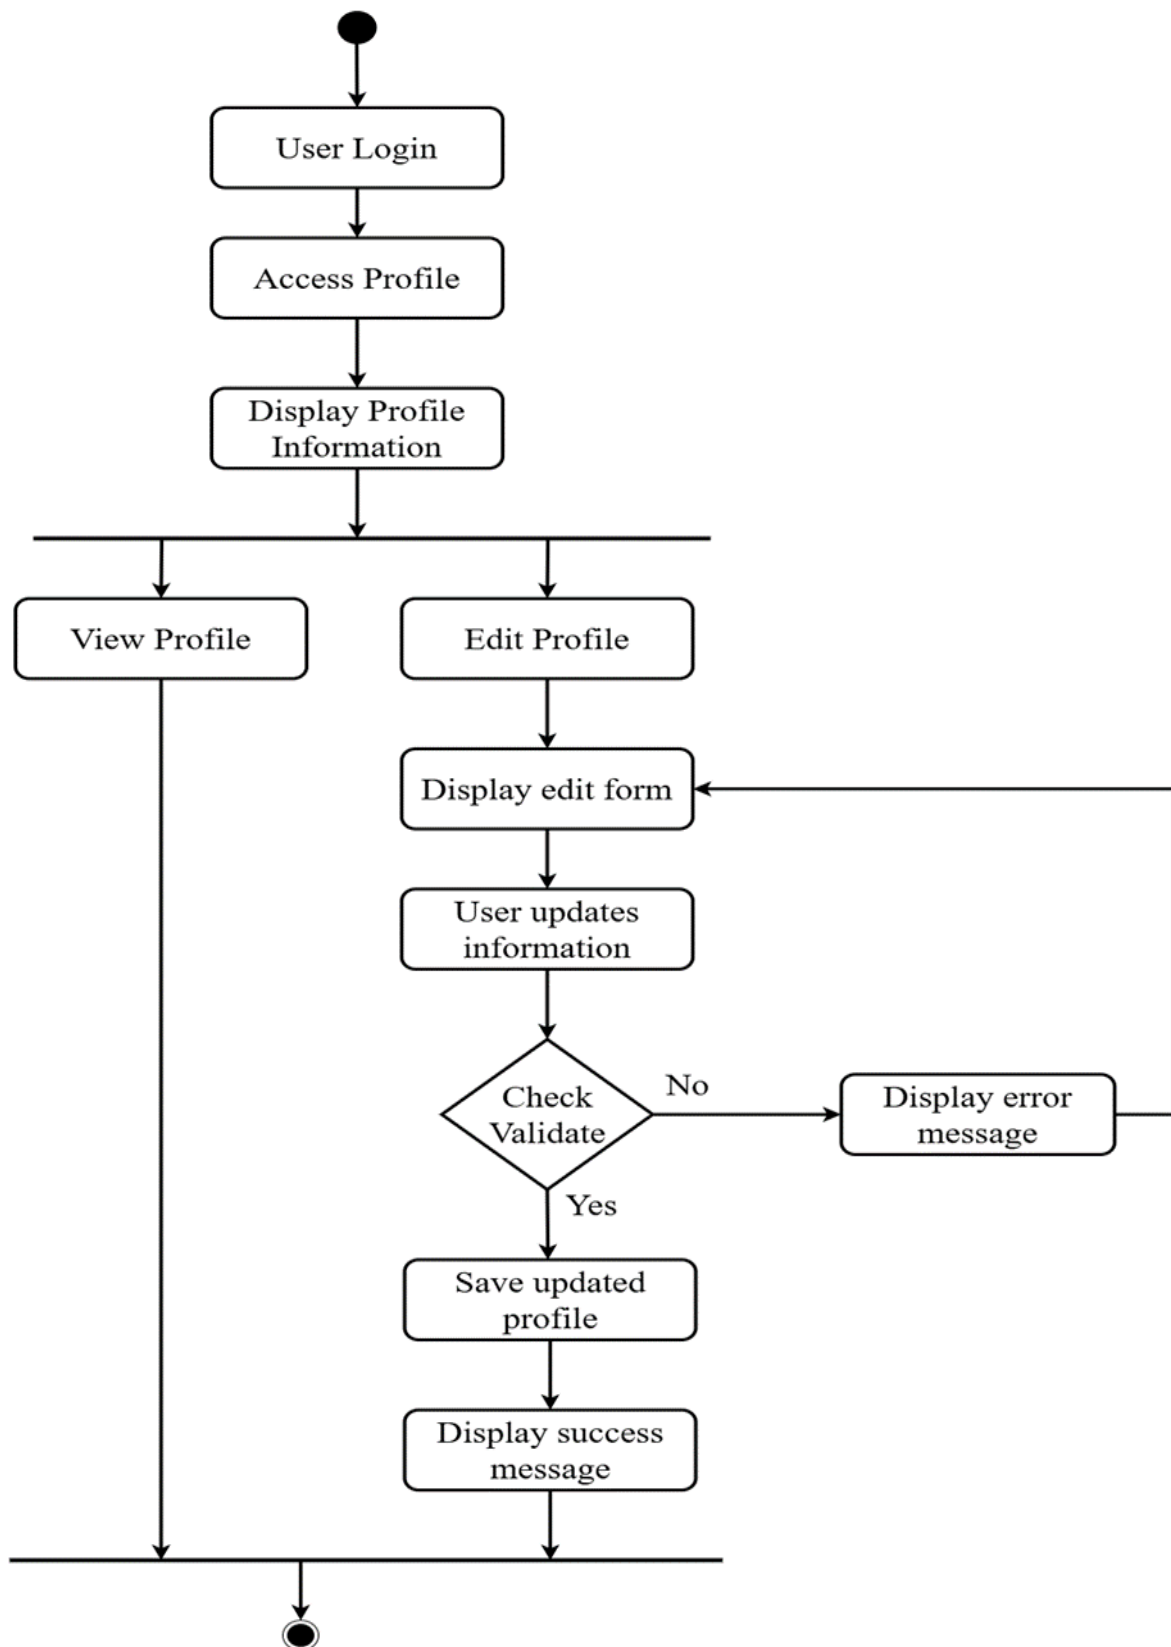 User Login
Access Profile
Display Profile
Information
View Profile
Edit Profile
Display edit form
User updates
information
Check
Validate
No
Display error
message
Yes
Save updated
profile
Display success
message